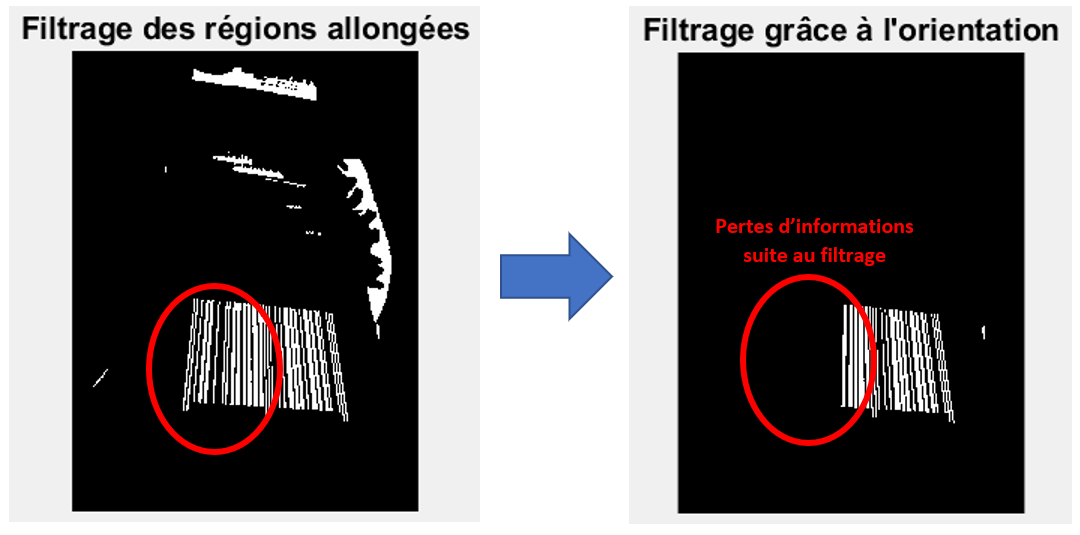 Filtrage des régions allongées
Filtrage grâce à l'orientation
Pertes d’informations
suite au filtrage